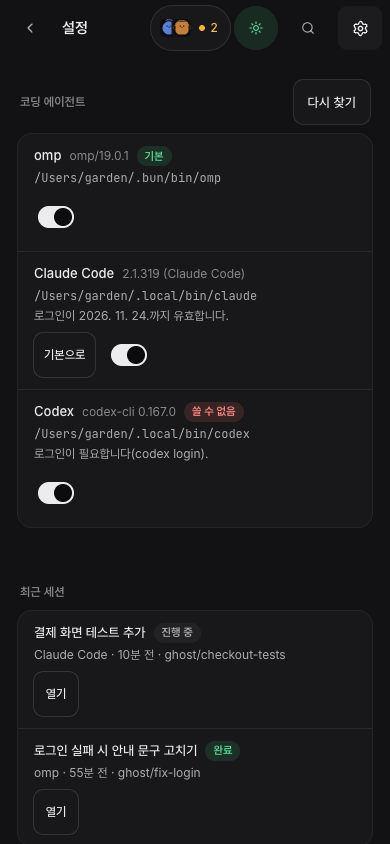 설정
2
코딩 에이전트
다시 찾기
omp omp/19.0.1 기본
/Users/garden/.bun/bin/omp
Claude Code 2.1.319 (Claude Code)
/Users/garden/.local/bin/claude
로그인이 2026. 11. 24.까지 유효합니다.
기본으로
Codex codex-cli 0.167.0 쓸 수 없음
/Users/garden/.local/bin/codex
로그인이 필요합니다(codex login).
최근 세션
결제 화면 테스트 추가 진행 중
Claude Code · 10분 전 · ghost/checkout-tests
열기
로그인 실패 시 안내 문구 고치기 완료
omp · 55분 전 · ghost/fix-login
열기